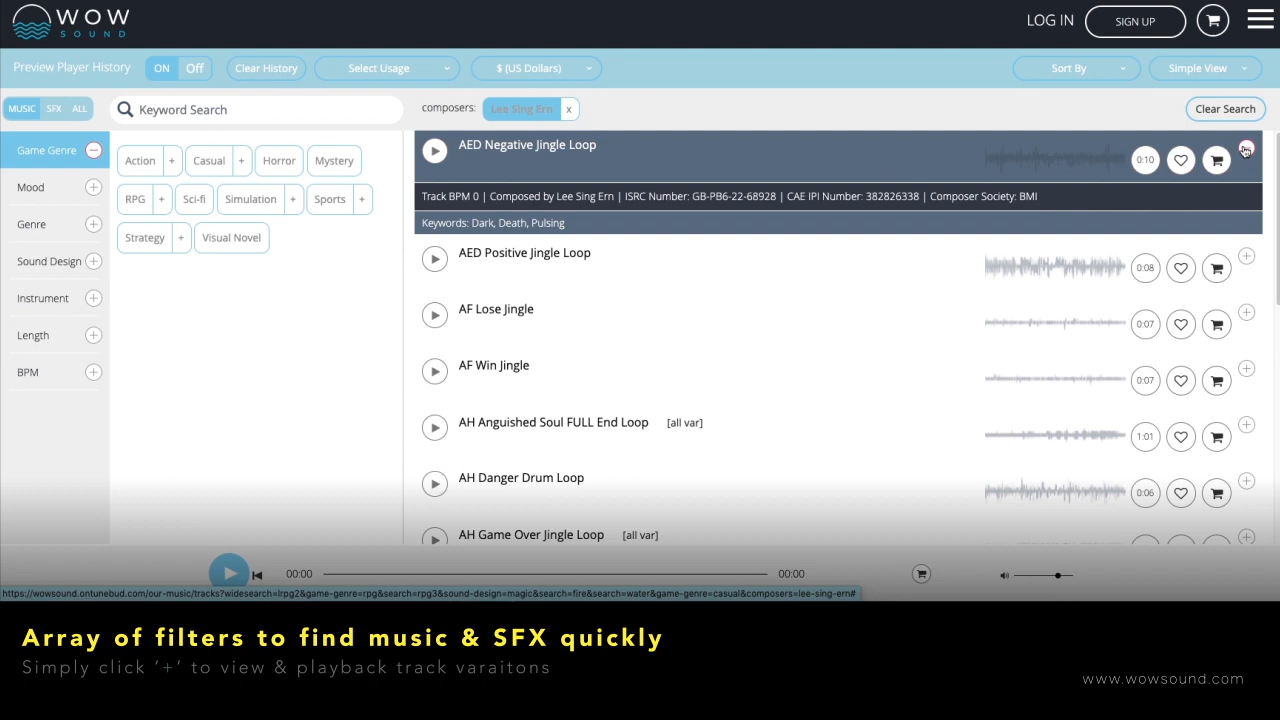 WOW
SOUND
LOG IN
SIGN UP
Preview Player History
ON
Off
Clear History
Select Usage
$ (US Dollars)
Sort By
Simple View
MUSIC
SFX
ALL
Keyword Search
composers:
Lee Sing Ern
x
Clear Search
Game Genre
Mood
Genre
Sound Design
Instrument
Length
BPM
Action +
Casual +
Horror
Mystery
RPG +
Sci-fi
Simulation +
Sports +
Strategy +
Visual Novel
AED Negative Jingle Loop
0:10
Track BPM 0 | Composed by Lee Sing Ern | ISRC Number: GB-PB6-22-68928 | CAE IPI Number: 382826338 | Composer Society: BMI
Keywords: Dark, Death, Pulsing
AED Positive Jingle Loop
0:08
AF Lose Jingle
0:07
AF Win Jingle
0:07
AH Anguished Soul FULL End Loop [all var]
1:01
AH Danger Drum Loop
0:06
AH Game Over Jingle Loop [all var]
00:00
00:00
https://wowsound.ontunebud.com/our-music/tracks?widesearch=lrpg2&game-genre=rpg&search=rpg3&sound-design=magic&search=fire&search=water&game-genre=casual&composers=lee-sing-ern#
Array of filters to find music & SFX quickly
Simply click '+' to view & playback track varaitons
www.wowsound.com